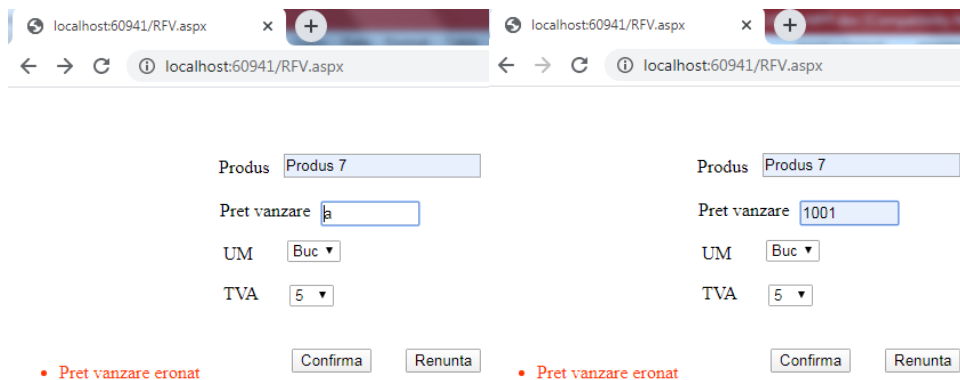 localhost:60941/RFV.aspx
localhost:60941/RFV.aspx
Produs Produs 7
Pret vanzare a
UM Buc
TVA 5
Confirma Renunta
• Pret vanzare eronat
localhost:60941/RFV.aspx
localhost:60941/RFV.aspx
Produs Produs 7
Pret vanzare 1001
UM Buc
TVA 5
Confirma Renunta
• Pret vanzare eronat